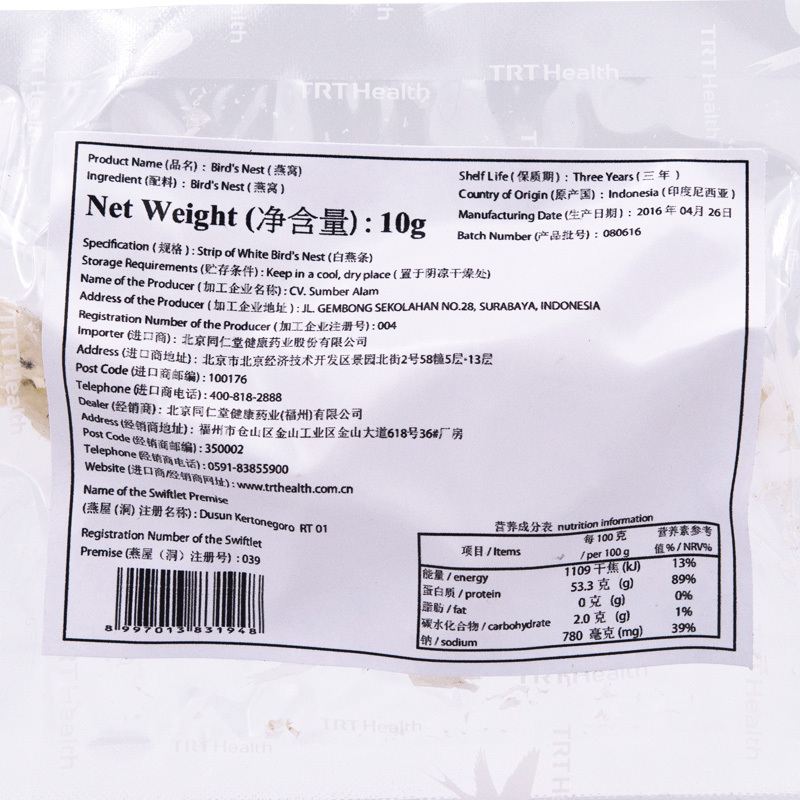 TRT Health
TRT Health
TRT Health
TRT Health
Product Name (品名) : Bird's Nest (燕窝)
Ingredient (配料) : Bird's Nest (燕窝)
Net Weight (净含量) : 10g
Shelf Life (保质期) : Three Years (三年)
Country of Origin (原产国) : Indonesia (印度尼西亚)
Manufacturing Date (生产日期) : 2016 年 04月 26日
Batch Number (产品批号) : 080616
Specification (规格) : Strip of White Bird's Nest (白燕条)
Storage Requirements (贮存条件) : Keep in a cool, dry place (置于阴凉干燥处)
Name of the Producer (加工企业名称) : CV. Sumber Alam
Address of the Producer (加工企业地址) : JL. GEMBONG SEKOLAHAN NO.28, SURABAYA, INDONESIA
Registration Number of the Producer (加工企业注册号) : 004
Importer (进口商) : 北京同仁堂健康药业股份有限公司
Address (进口商地址) : 北京市北京经济技术开发区景园北街2号58幢5层-13层
Post Code (进口商邮编) : 100176
Telephone (进口商电话) : 400-818-2888
Dealer (经销商) : 北京同仁堂健康药业(福州)有限公司
Address (经销商地址) : 福州市仓山区金山工业区金山大道618号36#厂房
Post Code (经销商邮编) : 350002
Telephone (经销商电话) : 0591-83855900
Website (进口商/经销商网址) : www.trthealth.com.cn
Name of the Swiftlet Premise
(燕屋 (洞) 注册名称) : Dusun Kertonegoro RT 01
Registration Number of the Swiftlet
Premise (燕屋 (洞) 注册号) : 039
8 997013 831948
营养成分表 nutrition information
项目 / Items 每 100 克 / per 100 g 营养素参考值 % / NRV%
能量 / energy 1109 千焦 (kJ) 13%
蛋白质 / protein 53.3 克 (g) 89%
脂肪 / fat 0 克 (g) 0%
碳水化合物 / carbohydrate 2.0 克 (g) 1%
钠 / sodium 780 毫克 (mg) 39%
TRT Health
TRT Health
TRT Health
TRT Health